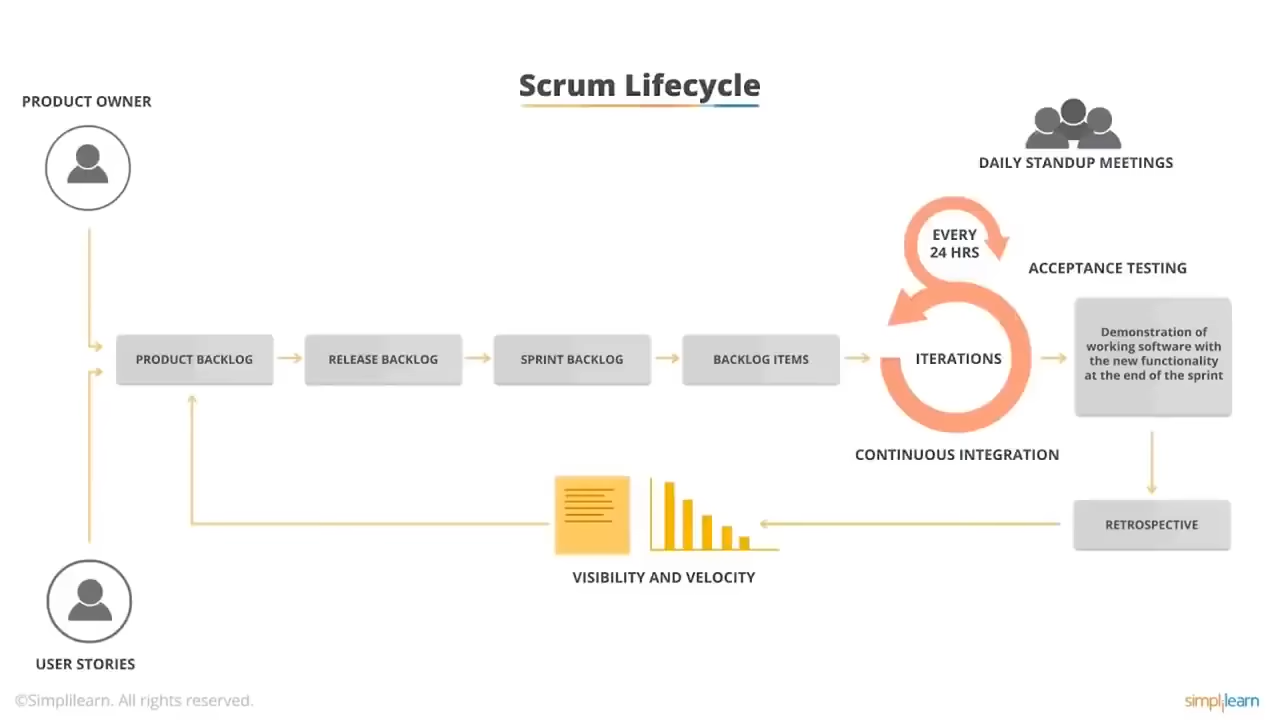 Scrum Lifecycle
PRODUCT OWNER
DAILY STANDUP MEETINGS
EVERY
24 HRS
ACCEPTANCE TESTING
PRODUCT BACKLOG
RELEASE BACKLOG
SPRINT BACKLOG
BACKLOG ITEMS
ITERATIONS
Demonstration of
working software with
the new functionality
at the end of the sprint
CONTINUOUS INTEGRATION
RETROSPECTIVE
VISIBILITY AND VELOCITY
USER STORIES
©Simplilearn. All rights reserved.
simplilearn